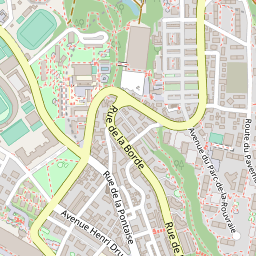 Rue de la Borde
Rue de la Pontaise
Avenue du Parc-de-la-Rouvraie
Route du Pavem
Avenue Henri Dru
Rue de